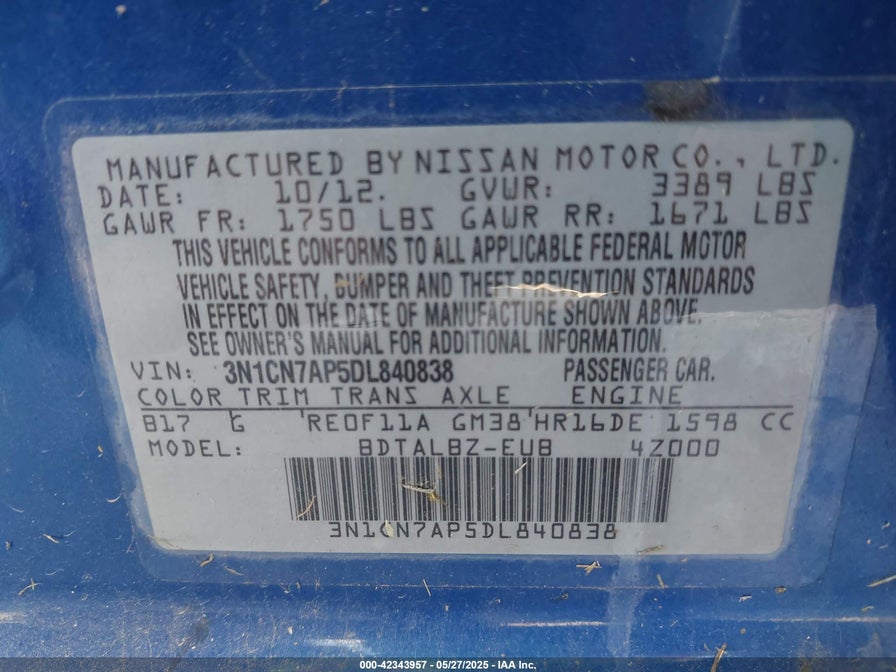 MANUFACTURED BY NISSAN MOTOR CO., LTD.
DATE: 10/12. GVWR: 3389 LBS
GAWR FR: 1750 LBS GAWR RR: 1671 LBS
THIS VEHICLE CONFORMS TO ALL APPLICABLE FEDERAL MOTOR
VEHICLE SAFETY, BUMPER AND THEFT PREVENTION STANDARDS
IN EFFECT ON THE DATE OF MANUFACTURE SHOWN ABOVE.
SEE OWNER'S MANUAL FOR ADDITIONAL INFORMATION.
VIN: 3N1CN7AP5DL840838 PASSENGER CAR.
COLOR TRIM TRANS AXLE ENGINE
B17 G RE0F11A GM38 HR16DE 1598 CC
MODEL: BDTALBZ-EUB 4Z000
3N1CN7AP5DL840838
000-42343957 - 05/27/2025 - IAA, Inc.